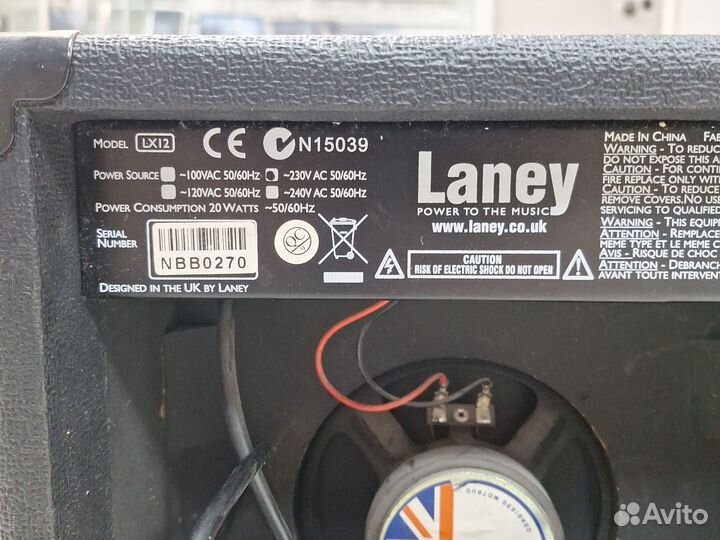 MODEL LX12
CE
N15039
POWER SOURCE ~100VAC 50/60Hz ~230V AC 50/60Hz
~120VAC 50/60Hz ~240V AC 50/60Hz
POWER CONSUMPTION 20 WATTS ~50/60Hz
SERIAL
NUMBER
NBB0270
DESIGNED IN THE UK BY LANEY
Laney
POWER TO THE MUSIC
www.laney.co.uk
CAUTION
RISK OF ELECTRIC SHOCK DO NOT OPEN
MADE IN CHINA
WARNING - TO REDUC
DO NOT EXPOSE THIS A
CAUTION - FOR CONTI
FIRE REPLACE ONLY WITH
CAUTION - TO REDUCE
REMOVE COVERS.NO US
SERVICING TO QUALIFIED
WARNING - THIS EQUIP
ATTENTION - REMPLACE
MEME TYPE ET LE MEME C
AVIS - RISQUE DE CHOC
ATTENTION - DEBRANCH
AVANT TOUTE INTERVENT
Avito